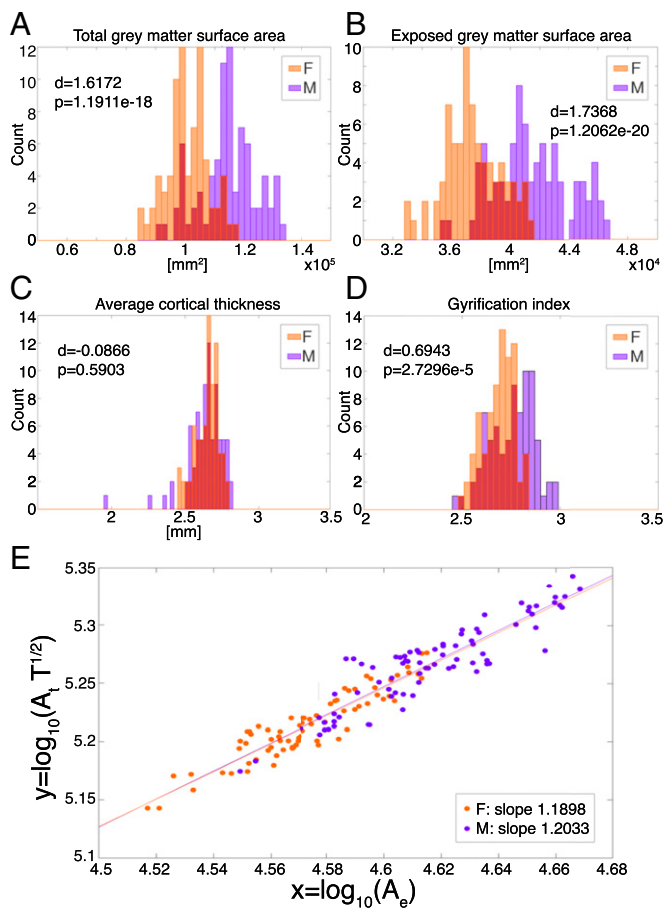 A
Total grey matter surface area
12
10
8
6
4
2
0
Count
d=1.6172
p=1.1911e-18
F
M
0.6
0.8
1
1.2
1.4
[mm²]
x10⁵
B
Exposed grey matter surface area
10
8
6
4
2
0
Count
F
M
d=1.7368
p=1.2062e-20
3.2
3.6
4
4.4
4.8
[mm²]
x10⁴
C
Average cortical thickness
14
12
10
8
6
4
2
0
Count
d=-0.0866
p=0.5903
F
M
2
2.5
3
3.5
[mm]
D
Gyrification index
14
12
10
8
6
4
2
0
Count
d=0.6943
p=2.7296e-5
F
M
2
2.5
3
3.5
E
5.35
5.3
5.25
5.2
5.15
5.1
y=log₁₀(AₜT¹ᐟ²)
F: slope 1.1898
M: slope 1.2033
4.5
4.52
4.54
4.56
4.58
4.6
4.62
4.64
4.66
4.68
x=log₁₀(Aₑ)